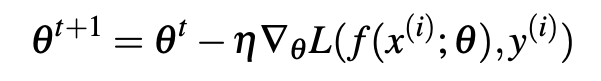 θ^{t+1} = θ^t − η∇_θ L(f(x^{(i)}; θ), y^{(i)})